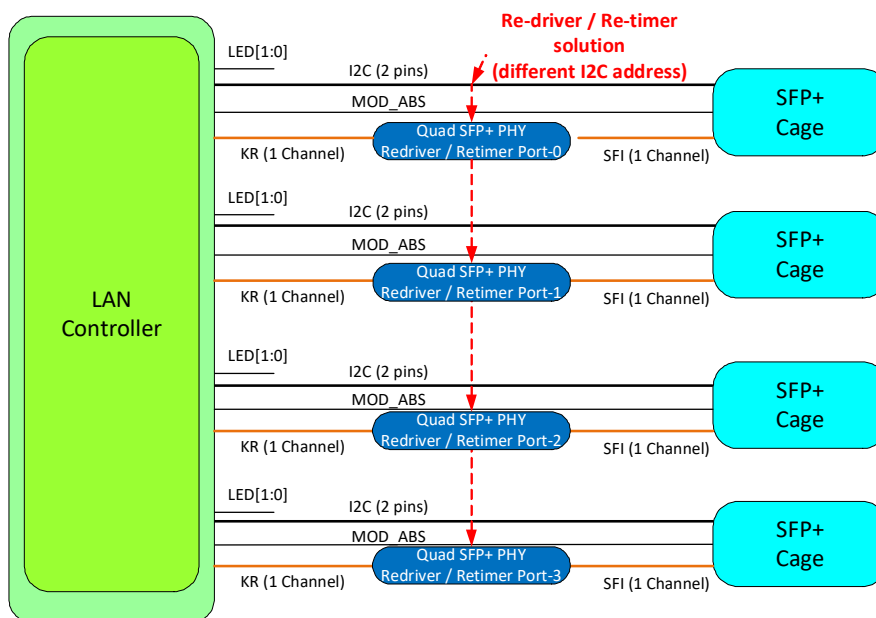 Re-driver / Re-timer
solution
(different I2C address)
LED[1:0]
I2C (2 pins)
MOD_ABS
Quad SFP+ PHY
Redriver / Retimer Port-0
KR (1 Channel)
SFI (1 Channel)
SFP+
Cage
LED[1:0]
I2C (2 pins)
MOD_ABS
Quad SFP+ PHY
Redriver / Retimer Port-1
KR (1 Channel)
SFI (1 Channel)
SFP+
Cage
LAN
Controller
LED[1:0]
I2C (2 pins)
MOD_ABS
Quad SFP+ PHY
Redriver / Retimer Port-2
KR (1 Channel)
SFI (1 Channel)
SFP+
Cage
LED[1:0]
I2C (2 pins)
MOD_ABS
Quad SFP+ PHY
Redriver / Retimer Port-3
KR (1 Channel)
SFI (1 Channel)
SFP+
Cage